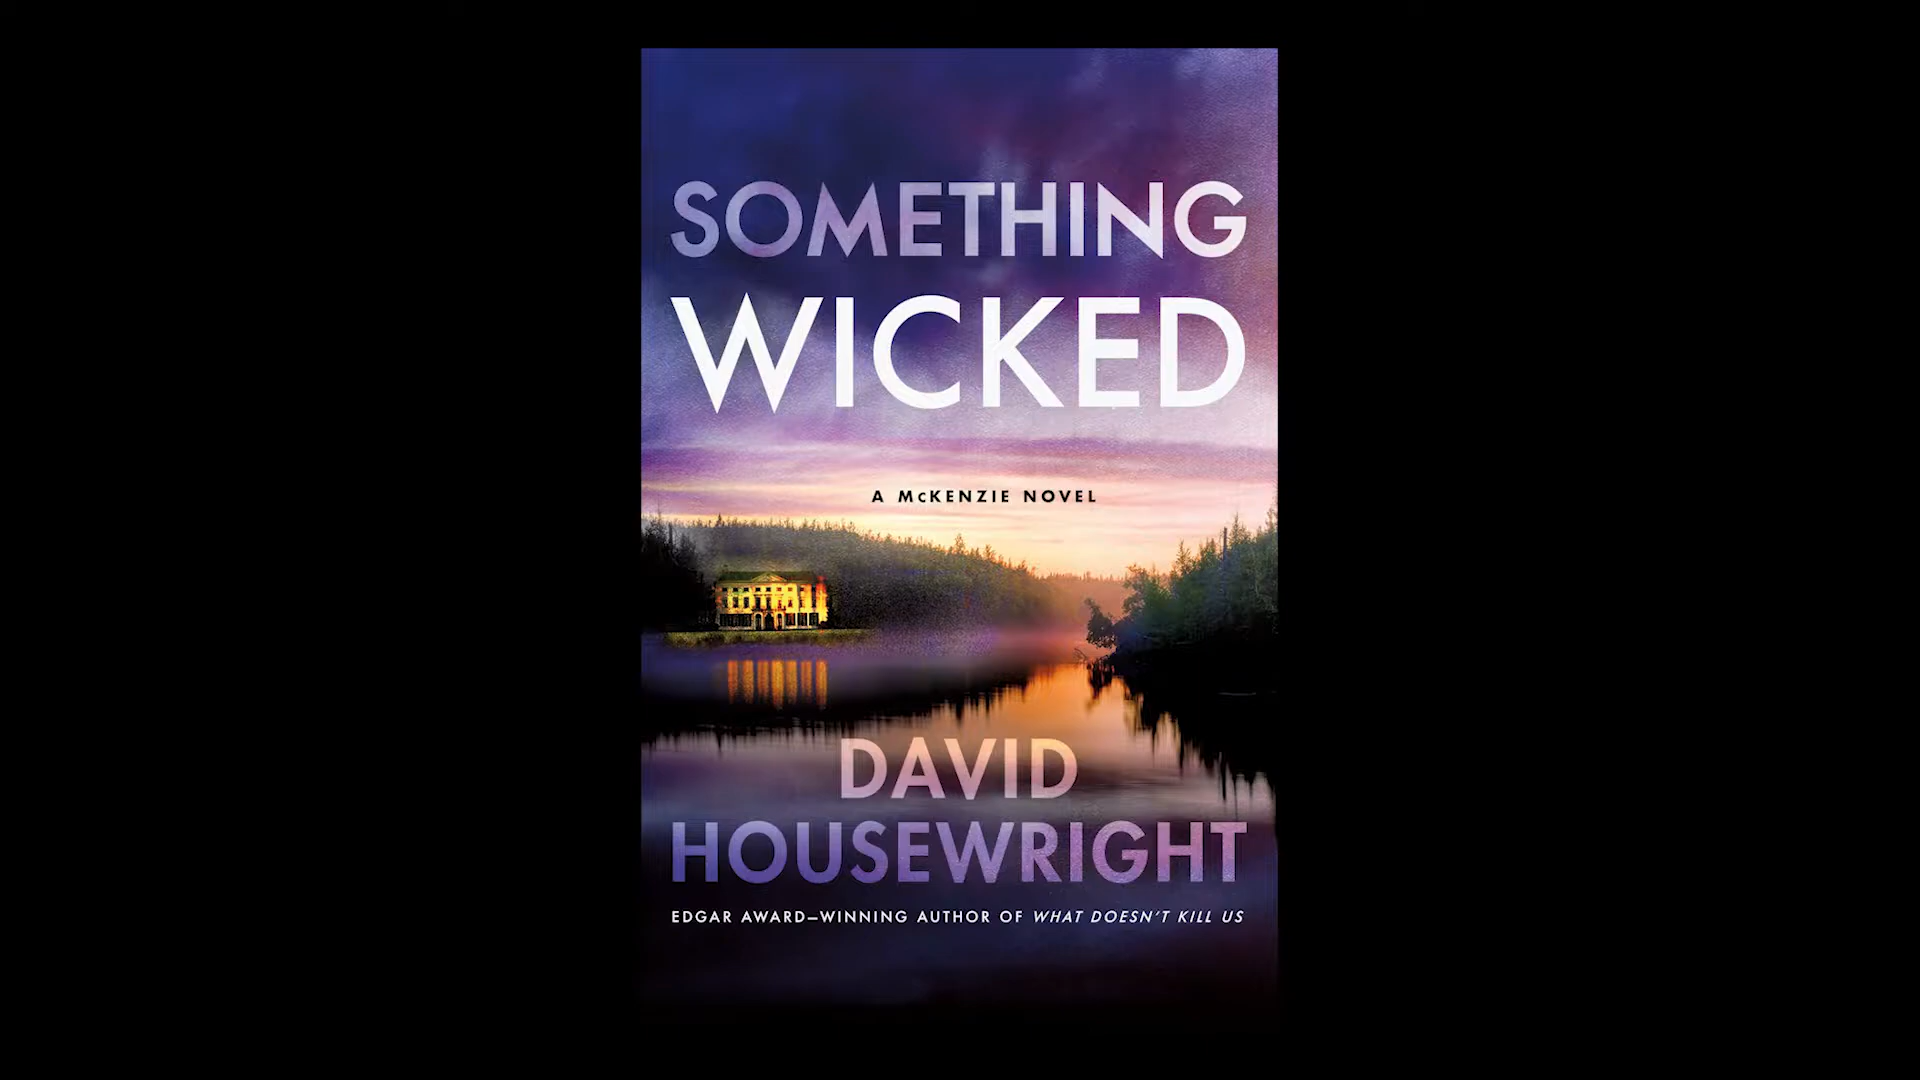 SOMETHING
WICKED
A McKENZIE NOVEL
DAVID
HOUSEWRIGHT
EDGAR AWARD–WINNING AUTHOR OF WHAT DOESN'T KILL US